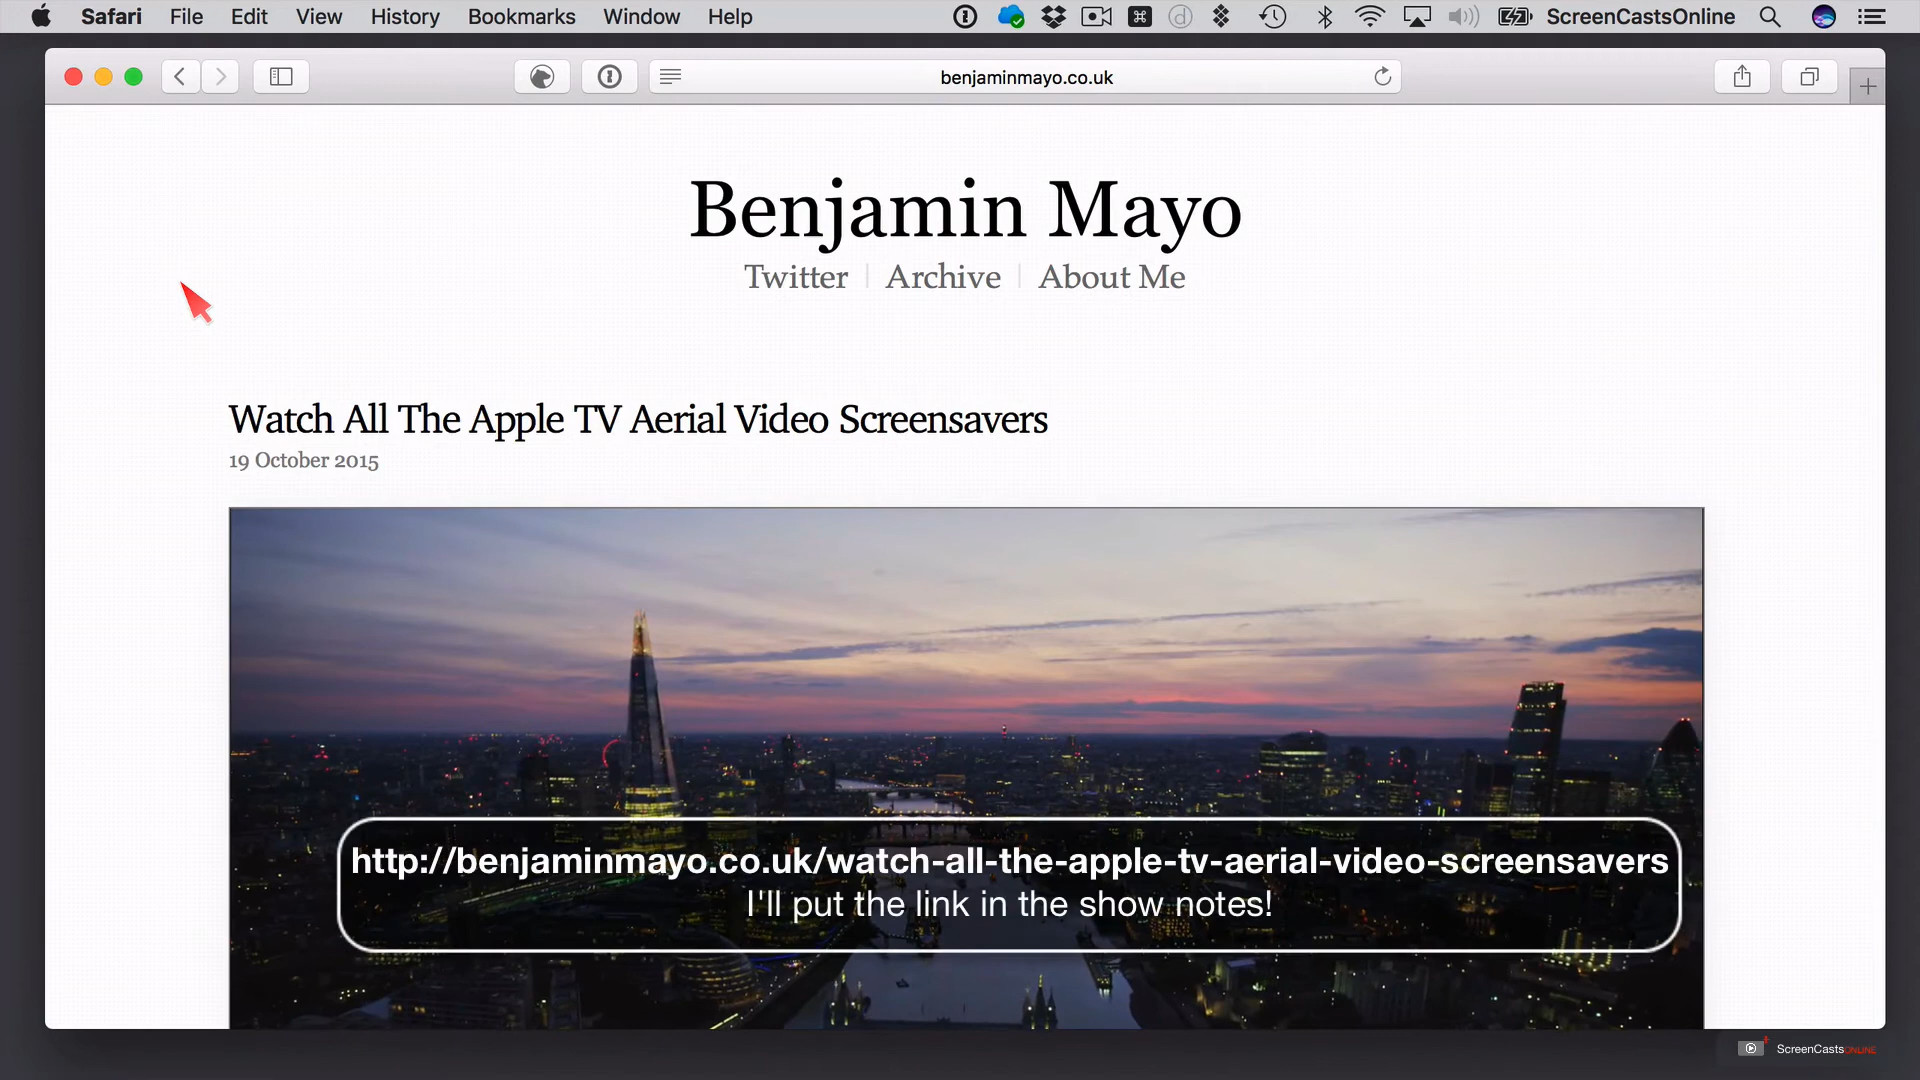 Safari File Edit View History Bookmarks Window Help ScreenCastsOnline
benjaminmayo.co.uk
Benjamin Mayo
Twitter | Archive | About Me
Watch All The Apple TV Aerial Video Screensavers
19 October 2015
http://benjaminmayo.co.uk/watch-all-the-apple-tv-aerial-video-screensavers
I'll put the link in the show notes!
ScreenCastsONLINE